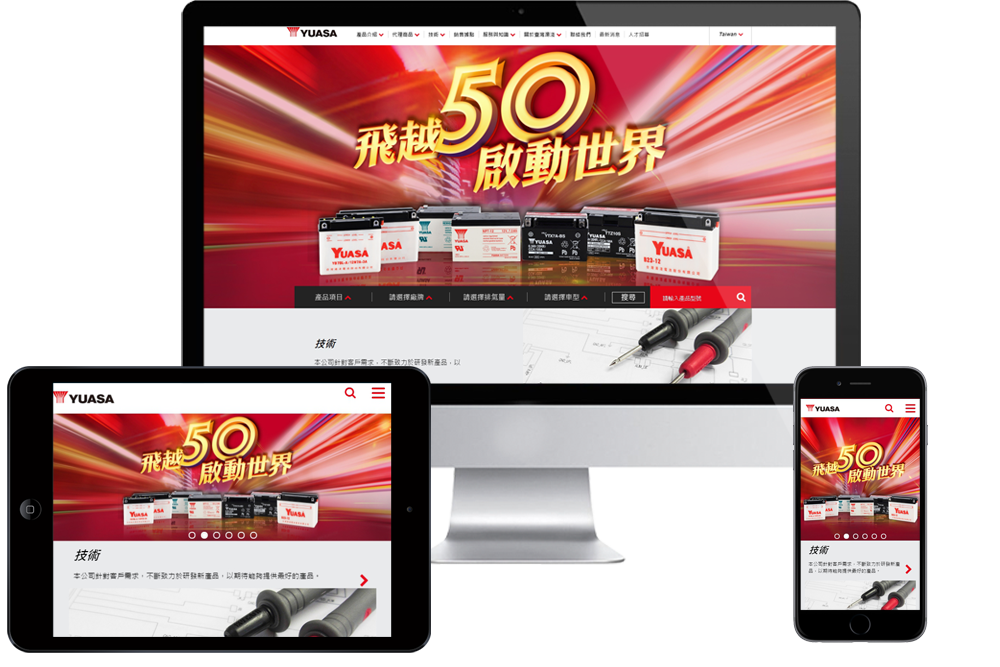 YUASA
產品介紹 代理商品 技術 銷售據點 服務與知識 關於臺灣湯淺 聯絡我們 最新消息 人才招募 Taiwan
飛越50
啟動世界
YUASA
產品項目 請選擇廠牌 請選擇排氣量 請選擇車型 搜尋 請輸入產品型號
技術
本公司針對客戶需求，不斷致力於研發新產品，以
YUASA
飛越50
啟動世界
YUASA
技術
本公司針對客戶需求，不斷致力於研發新產品，以期待能夠提供最好的產品。
YUASA
飛越50
啟動世界
技術
本公司針對客戶需求，不斷致力於研發新產
品，以期待能夠提供最好的產品。